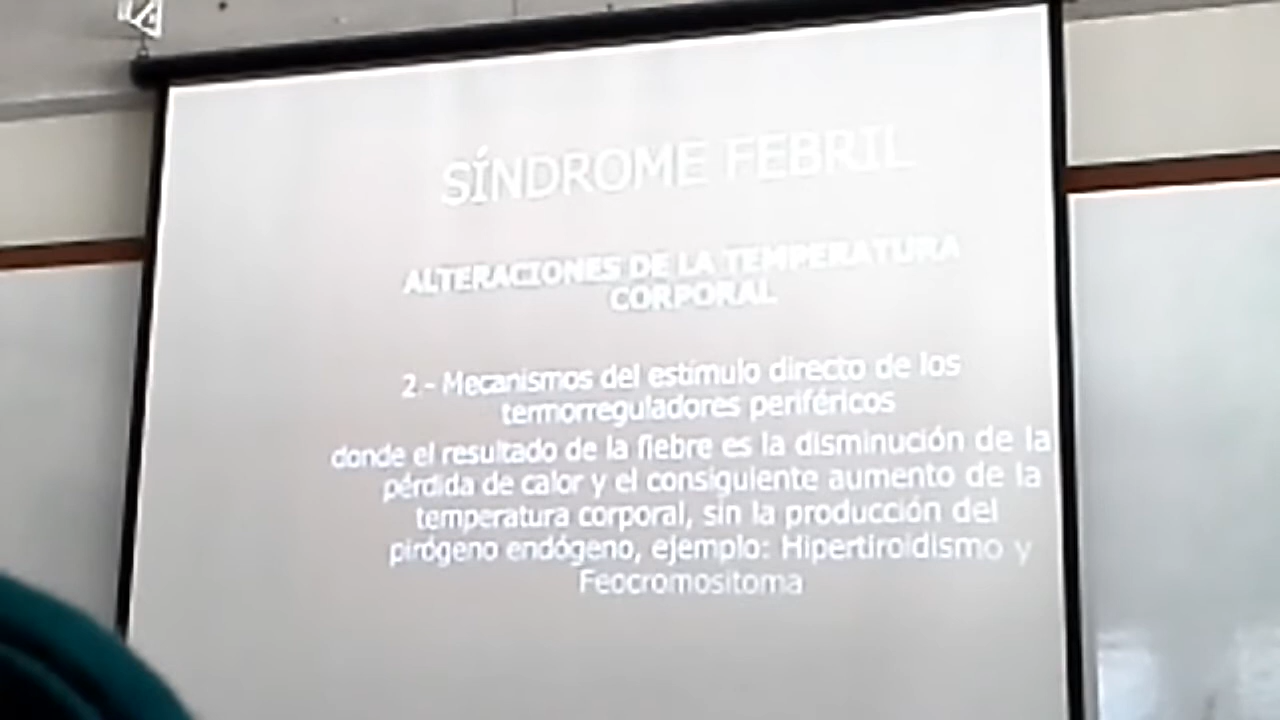 SÍNDROME FEBRIL
ALTERACIONES DE LA TEMPERATURA
CORPORAL
2.- Mecanismos del estímulo directo de los
termorreguladores periféricos
donde el resultado de la fiebre es la disminución de la
pérdida de calor y el consiguiente aumento de la
temperatura corporal, sin la producción del
pirógeno endógeno, ejemplo: Hipertiroidismo y
Feocromositoma